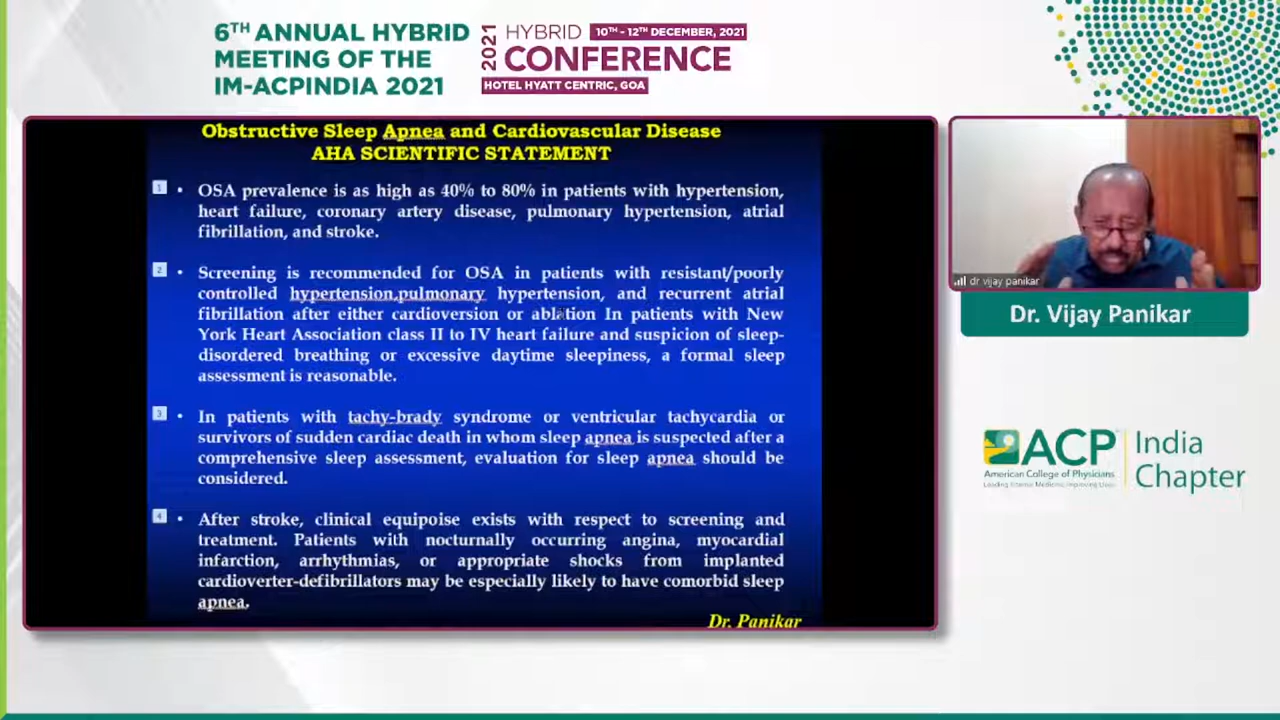 6TH ANNUAL HYBRID
MEETING OF THE
IM-ACPINDIA 2021
2021
HYBRID 10TH - 12TH DECEMBER, 2021
CONFERENCE
HOTEL HYATT CENTRIC, GOA
Obstructive Sleep Apnea and Cardiovascular Disease
AHA SCIENTIFIC STATEMENT
1 • OSA prevalence is as high as 40% to 80% in patients with hypertension,
heart failure, coronary artery disease, pulmonary hypertension, atrial
fibrillation, and stroke.
2 • Screening is recommended for OSA in patients with resistant/poorly
controlled hypertension,pulmonary hypertension, and recurrent atrial
fibrillation after either cardioversion or ablation In patients with New
York Heart Association class II to IV heart failure and suspicion of sleep-
disordered breathing or excessive daytime sleepiness, a formal sleep
assessment is reasonable.
3 • In patients with tachy-brady syndrome or ventricular tachycardia or
survivors of sudden cardiac death in whom sleep apnea is suspected after a
comprehensive sleep assessment, evaluation for sleep apnea should be
considered.
4 • After stroke, clinical equipoise exists with respect to screening and
treatment. Patients with nocturnally occurring angina, myocardial
infarction, arrhythmias, or appropriate shocks from implanted
cardioverter-defibrillators may be especially likely to have comorbid sleep
apnea.
Dr. Panikar
dr vijay panikar
Dr. Vijay Panikar
ACP
American College of Physicians
Leading Internal Medicine, Improving Lives
India
Chapter